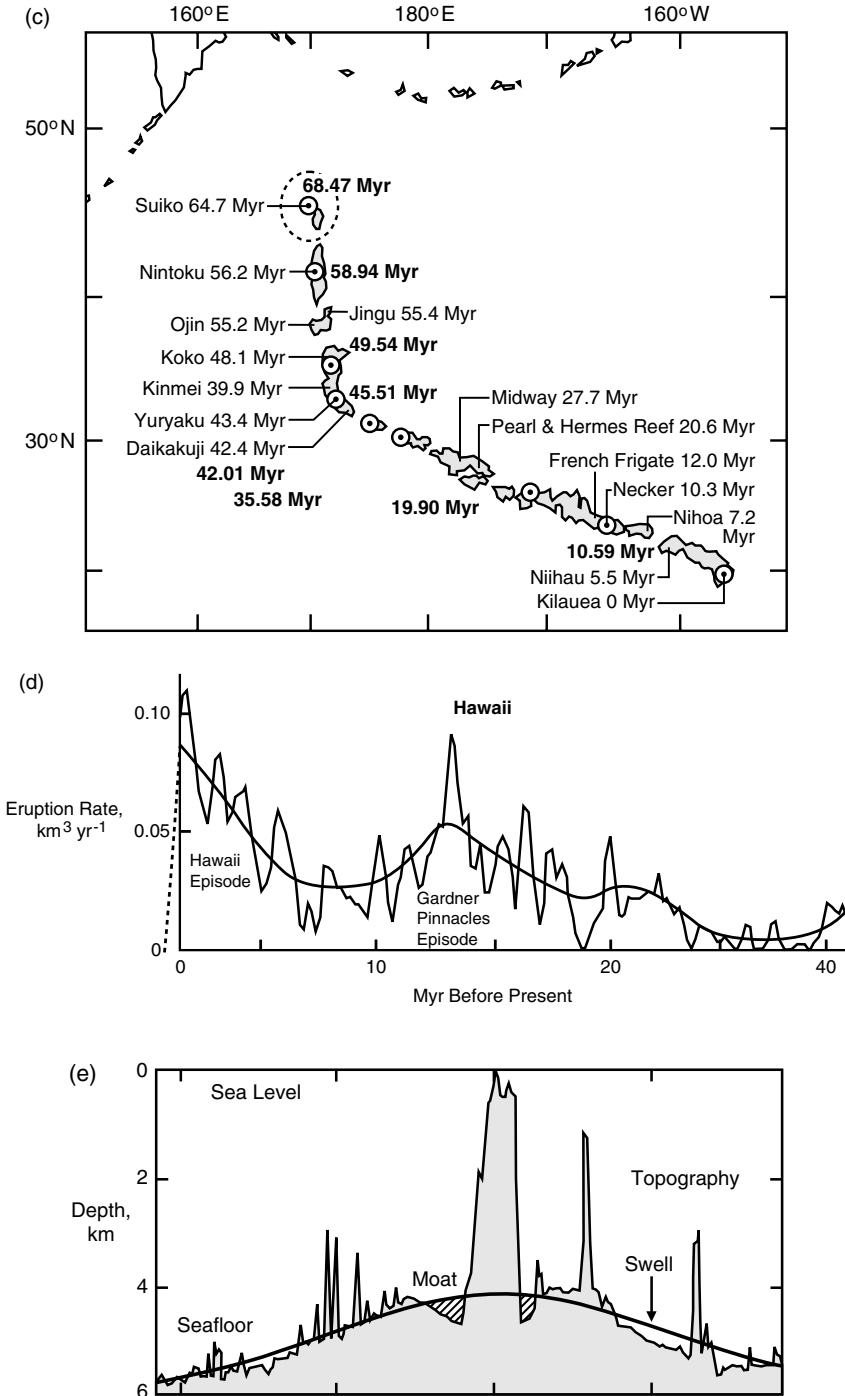 (c)
160°E
180°E
160°W
50°N
68.47 Myr
Suiko 64.7 Myr
Nintoku 56.2 Myr
58.94 Myr
Jingu 55.4 Myr
Ojin 55.2 Myr
49.54 Myr
Koko 48.1 Myr
Kinmei 39.9 Myr
45.51 Myr
Midway 27.7 Myr
Yuryaku 43.4 Myr
Pearl & Hermes Reef 20.6 Myr
30°N
Daikakuji 42.4 Myr
French Frigate 12.0 Myr
42.01 Myr
Necker 10.3 Myr
35.58 Myr
19.90 Myr
Nihoa 7.2
Myr
10.59 Myr
Niihau 5.5 Myr
Kilauea 0 Myr
(d)
Hawaii
0.10
Eruption Rate,
km³ yr⁻¹
0.05
Hawaii
Episode
Gardner
Pinnacles
Episode
0
0
10
20
40
Myr Before Present
(e)
0
Sea Level
2
Topography
Depth,
km
Moat
Swell
4
Seafloor
6